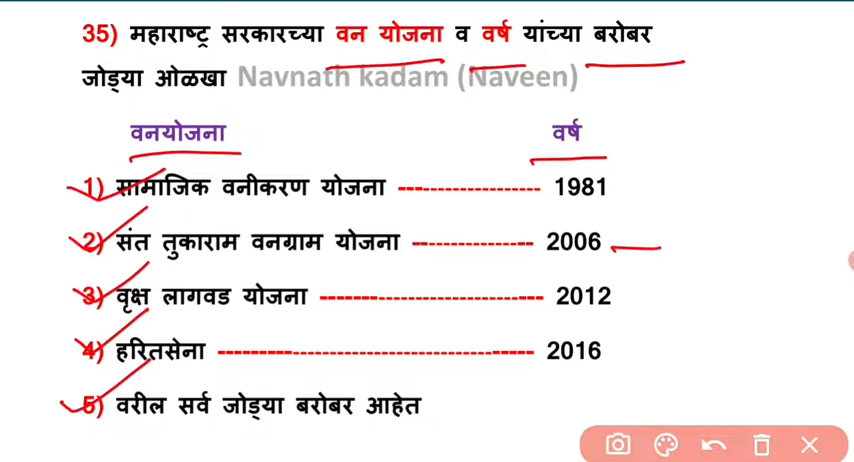 35) महाराष्ट्र सरकारच्या वन योजना व वर्ष यांच्या बरोबर
जोड्या ओळखा Navnath kadam (Naveen)
वनयोजना वर्ष
1) सामाजिक वनीकरण योजना ------------------- 1981
2) संत तुकाराम वनग्राम योजना ---------------- 2006
3) वृक्ष लागवड योजना ----------------------------- 2012
4) हरितसेना ----------------------------------------- 2016
5) वरील सर्व जोड्या बरोबर आहेत